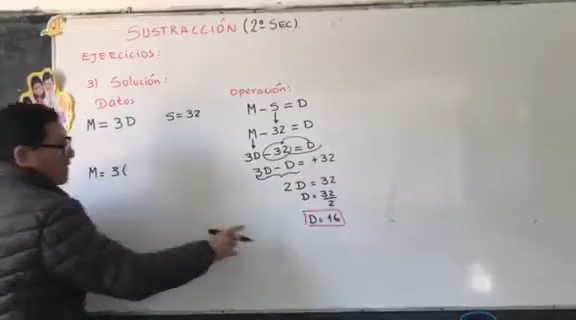 SUSTRACCIÓN (2º SEC).
EJERCICIOS:
3) Solución:
Datos
M = 3D S = 32
M = 3(
Operación:
M - S = D
M - 32 = D
3D - 32 = D
3D - D = +32
2D = 32
D = 32/2
D = 16